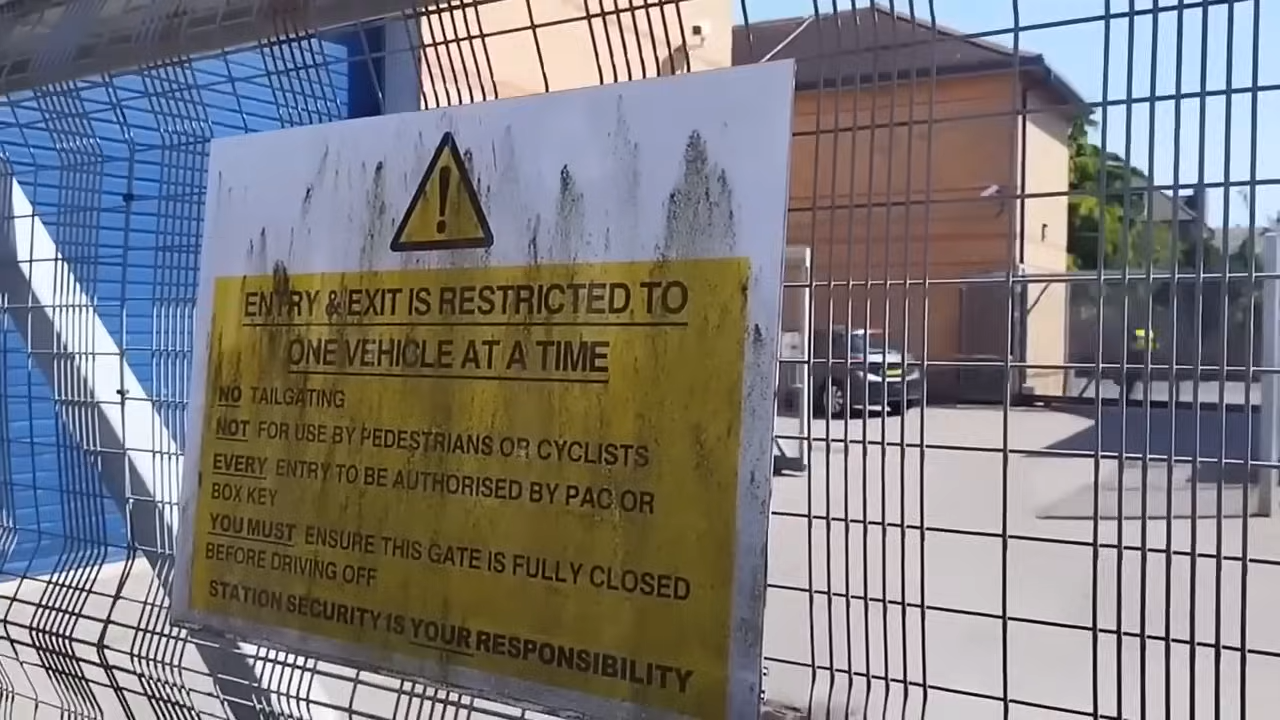 ENTRY & EXIT IS RESTRICTED TO
ONE VEHICLE AT A TIME
NO TAILGATING
NOT FOR USE BY PEDESTRIANS OR CYCLISTS
EVERY ENTRY TO BE AUTHORISED BY PAC OR
BOX KEY
YOU MUST ENSURE THIS GATE IS FULLY CLOSED
BEFORE DRIVING OFF
STATION SECURITY IS YOUR RESPONSIBILITY